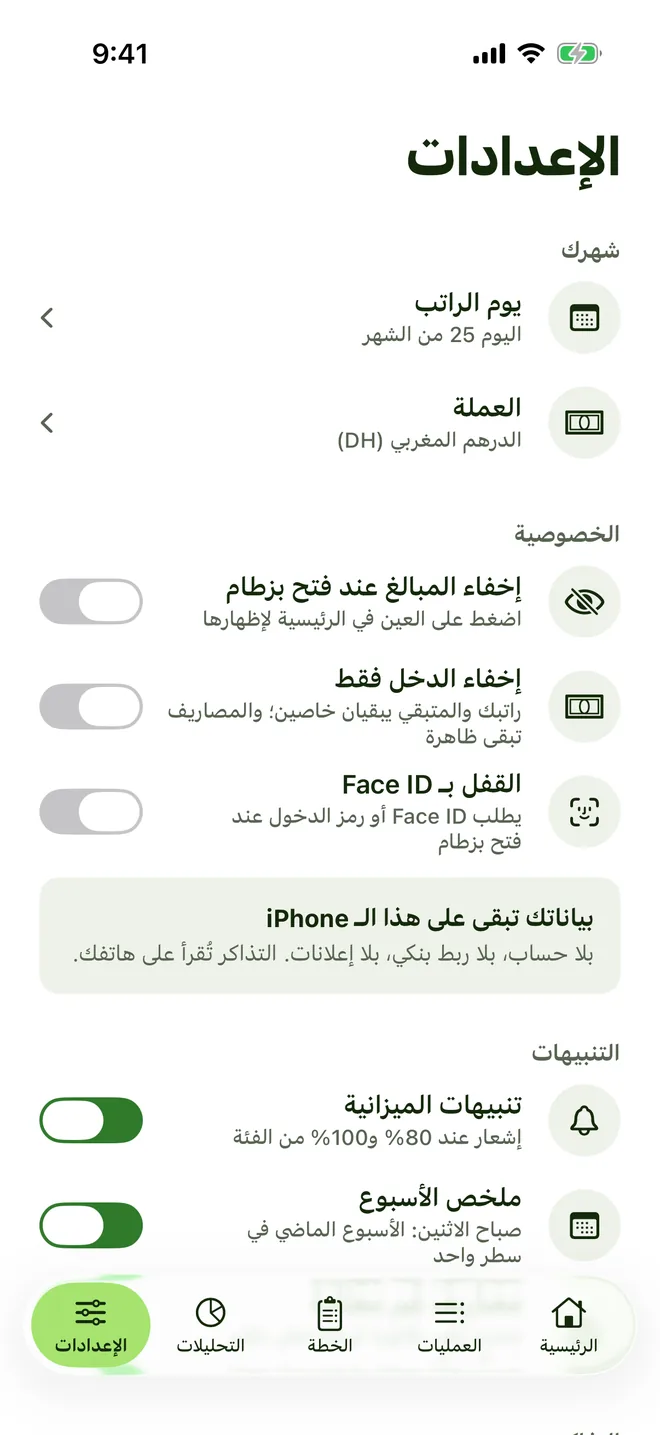 9:41
الإعدادات
شهرك
يوم الراتب
اليوم 25 من الشهر
العملة
الدرهم المغربي (DH)
الخصوصية
إخفاء المبالغ عند فتح بزطام
اضغط على العين في الرئيسية لإظهارها
إخفاء الدخل فقط
راتبك والمتبقي يبقيان خاصين؛ والمصاريف
تبقى ظاهرة
القفل بـ Face ID
يطلب Face ID أو رمز الدخول عند
فتح بزطام
بياناتك تبقى على هذا الـ iPhone
بلا حساب، بلا ربط بنكي، بلا إعلانات. التذاكر تُقرأ على هاتفك.
التنبيهات
تنبيهات الميزانية
إشعار عند 80% و100% من الفئة
ملخص الأسبوع
صباح الاثنين: الأسبوع الماضي في
سطر واحد
الرئيسية
العمليات
الخطة
التحليلات
الإعدادات